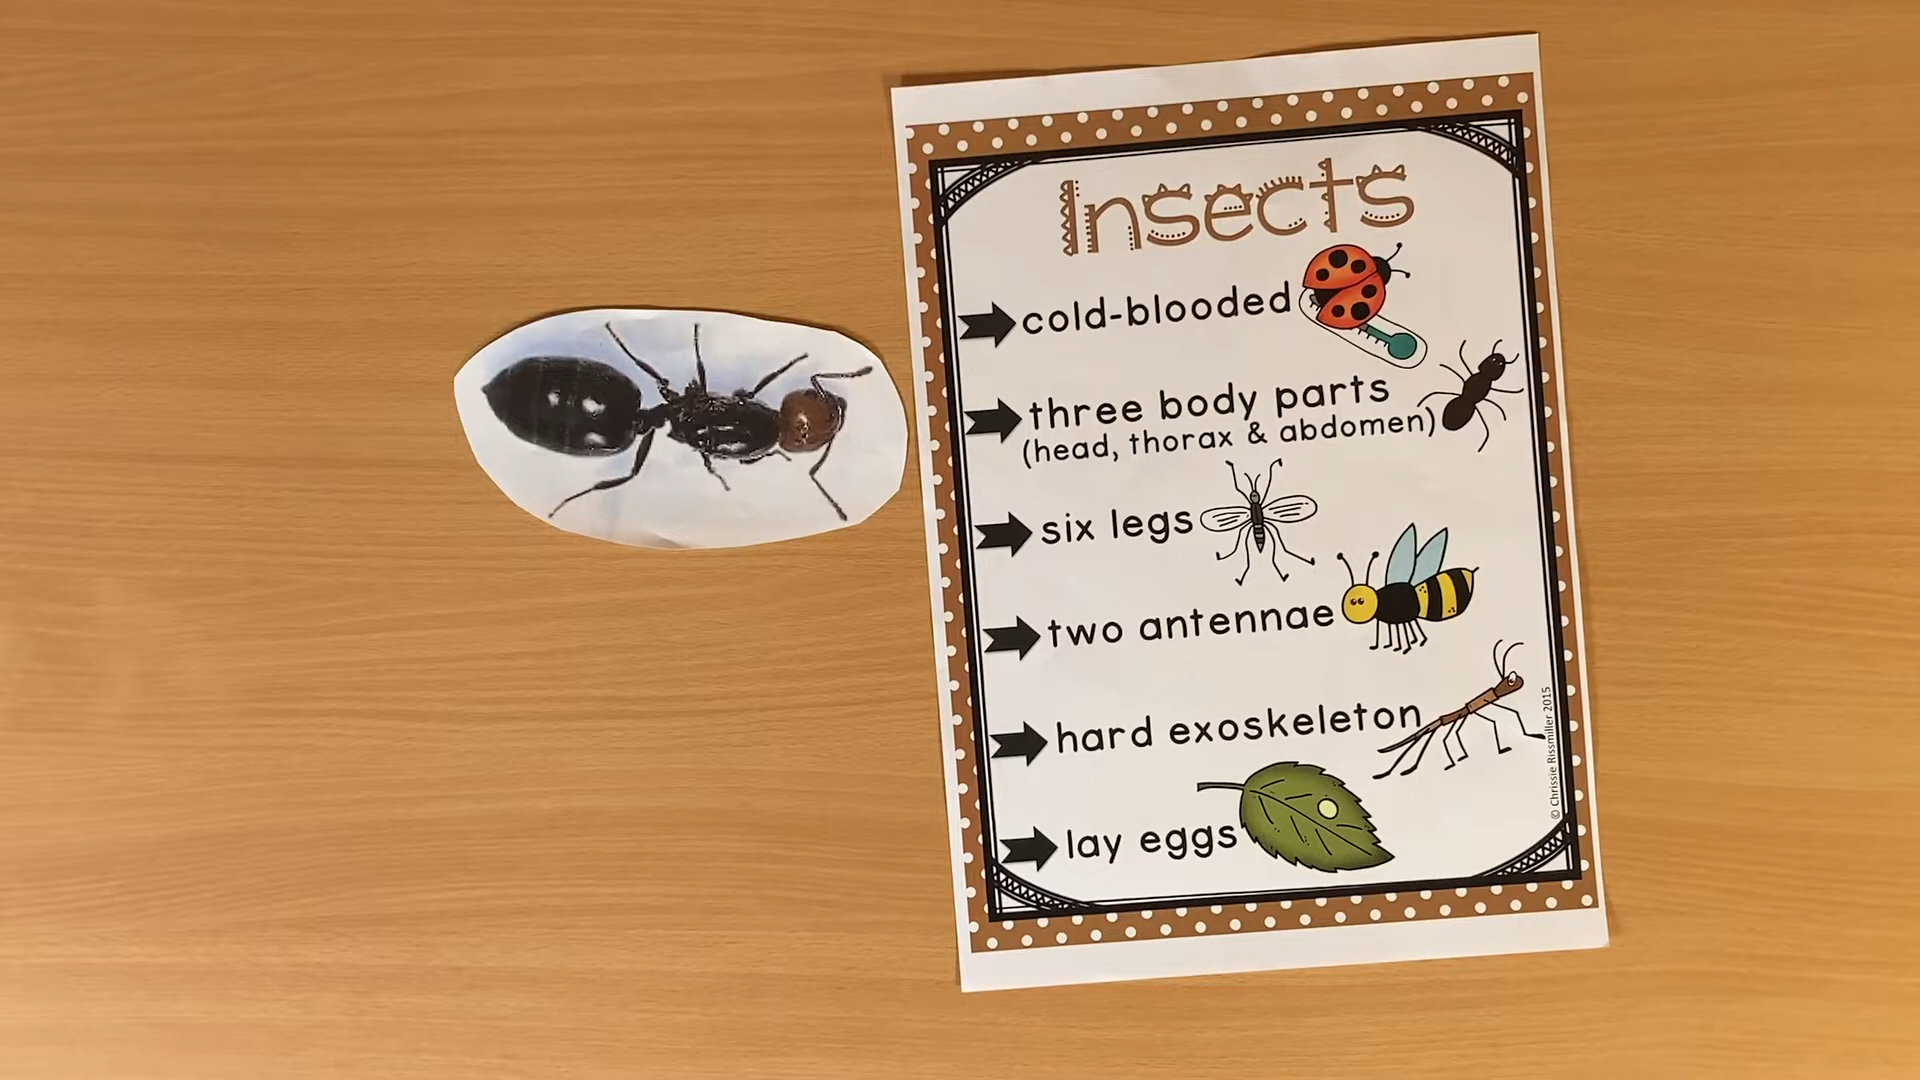 Insects
cold-blooded
three body parts
(head, thorax & abdomen)
six legs
two antennae
hard exoskeleton
lay eggs
© Chrissie Rissmiller 2015